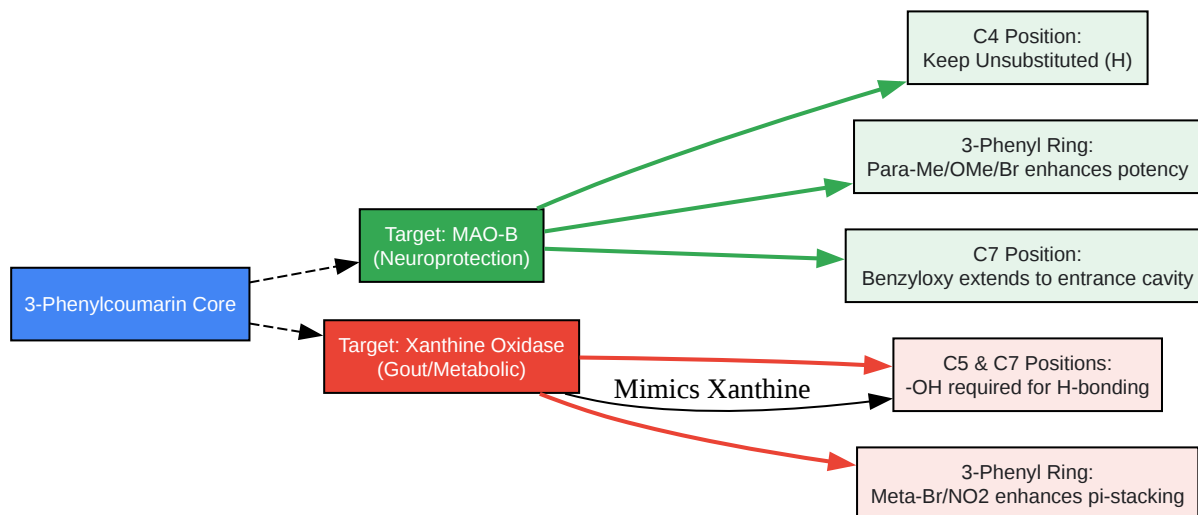 C4 Position:
Keep Unsubstituted (H)
3-Phenyl Ring:
Para-Me/OMe/Br enhances potency
Target: MAO-B
(Neuroprotection)
C7 Position:
Benzyloxy extends to entrance cavity
3-Phenylcoumarin Core
Target: Xanthine Oxidase
(Gout/Metabolic)
Mimics Xanthine
C5 & C7 Positions:
-OH required for H-bonding
3-Phenyl Ring:
Meta-Br/NO2 enhances pi-stacking